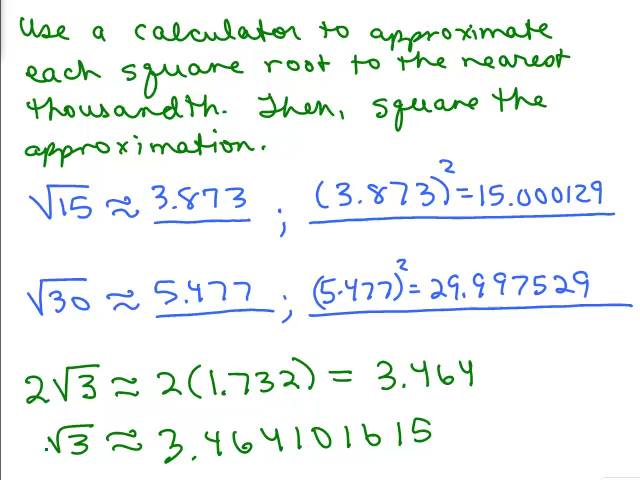 Use a calculator to approximate
each square root to the nearest
thousandth. Then, square the
approximation.
√15 ≈ 3.873 ; (3.873)² = 15.000129
√30 ≈ 5.477 ; (5.477)² = 29.997529
2√3 ≈ 2(1.732) = 3.464
√3 ≈ 3.464101615